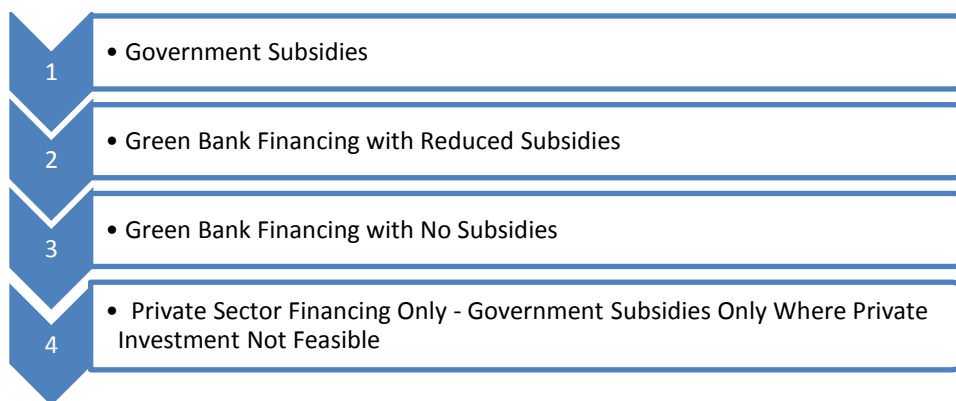 1
• Government Subsidies
2
• Green Bank Financing with Reduced Subsidies
3
• Green Bank Financing with No Subsidies
4
• Private Sector Financing Only - Government Subsidies Only Where Private
Investment Not Feasible